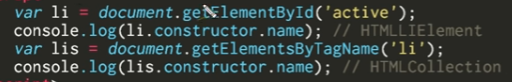 var li = document.getElementById('active');
console.log(li.constructor.name); // HTMLLIElement
var lis = document.getElementsByTagName('li');
console.log(lis.constructor.name); // HTMLCollection